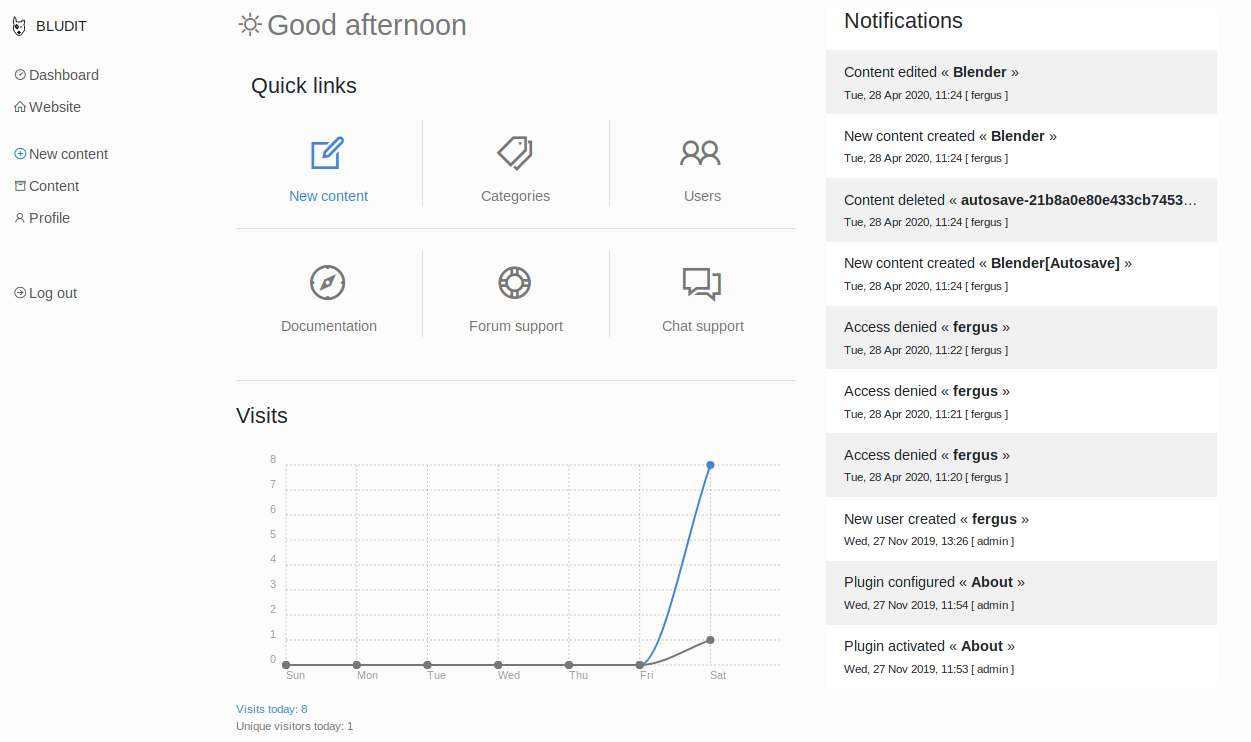 BLUDIT
Dashboard
Website
New content
Content
Profile
Log out
Good afternoon
Quick links
New content
Categories
Users
Documentation
Forum support
Chat support
Visits
8
7
6
5
4
3
2
1
0
Sun Mon Tue Wed Thu Fri Sat
Visits today: 8
Unique visitors today: 1
Notifications
Content edited « Blender »
Tue, 28 Apr 2020, 11:24 [ fergus ]
New content created « Blender »
Tue, 28 Apr 2020, 11:24 [ fergus ]
Content deleted « autosave-21b8a0e80e433cb7453…
Tue, 28 Apr 2020, 11:24 [ fergus ]
New content created « Blender[Autosave] »
Tue, 28 Apr 2020, 11:24 [ fergus ]
Access denied « fergus »
Tue, 28 Apr 2020, 11:22 [ fergus ]
Access denied « fergus »
Tue, 28 Apr 2020, 11:21 [ fergus ]
Access denied « fergus »
Tue, 28 Apr 2020, 11:20 [ fergus ]
New user created « fergus »
Wed, 27 Nov 2019, 13:26 [ admin ]
Plugin configured « About »
Wed, 27 Nov 2019, 11:54 [ admin ]
Plugin activated « About »
Wed, 27 Nov 2019, 11:53 [ admin ]